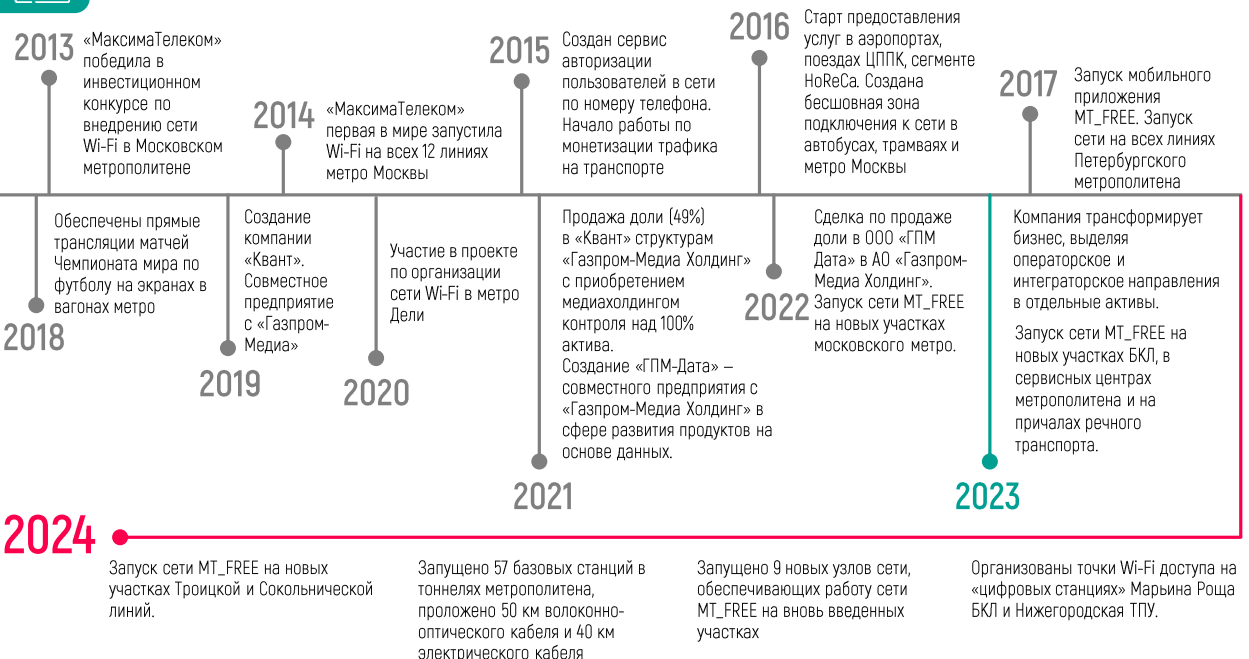 2013
«МаксимаТелеком»
победила в
инвестиционном
конкурсе по
внедрению сети
Wi-Fi в Московском
метрополитене
2014
«МаксимаТелеком»
первая в мире запустила
Wi-Fi на всех 12 линиях
метро Москвы
2015
Создан сервис
авторизации
пользователей в сети
по номеру телефона.
Начало работы по
монетизации трафика
на транспорте
2016
Старт предоставления
услуг в аэропортах,
поездах ЦППК, сегменте
HoReCa. Создана
бесшовная зона
подключения к сети в
автобусах, трамваях и
метро Москвы
2017
Запуск мобильного
приложения
MT_FREE. Запуск
сети на всех линиях
Петербургского
метрополитена
Обеспечены прямые
трансляции матчей
Чемпионата мира по
футболу на экранах в
вагонах метро
2018
Создание
компании
«Квант».
Совместное
предприятие
с «Газпром-
Медиа»
2019
Участие в проекте
по организации
сети Wi-Fi в метро
Дели
2020
Продажа доли (49%)
в «Квант» структурам
«Газпром-Медиа Холдинг»
с приобретением
медиахолдингом
контроля над 100%
актива.
Создание «ГПМ-Дата» –
совместного предприятия с
«Газпром-Медиа Холдинг» в
сфере развития продуктов на
основе данных.
2021
Сделка по продаже
доли в ООО «ГПМ
Дата» в АО «Газпром-
Медиа Холдинг».
Запуск сети MT_FREE
на новых участках
московского метро.
2022
Компания трансформирует
бизнес, выделяя
операторское и
интеграторское направления
в отдельные активы.
Запуск сети MT_FREE на
новых участках БКЛ, в
сервисных центрах
метрополитена и на
причалах речного
транспорта.
2023
2024
Запуск сети MT_FREE на новых
участках Троицкой и Сокольнической
линий.
Запущено 57 базовых станций в
тоннелях метрополитена,
проложено 50 км волоконно-
оптического кабеля и 40 км
электрического кабеля
Запущено 9 новых узлов сети,
обеспечивающих работу сети
MT_FREE на вновь введенных
участках
Организованы точки Wi-Fi доступа на
«цифровых станциях» Марьина Роща
БКЛ и Нижегородская ТПУ.